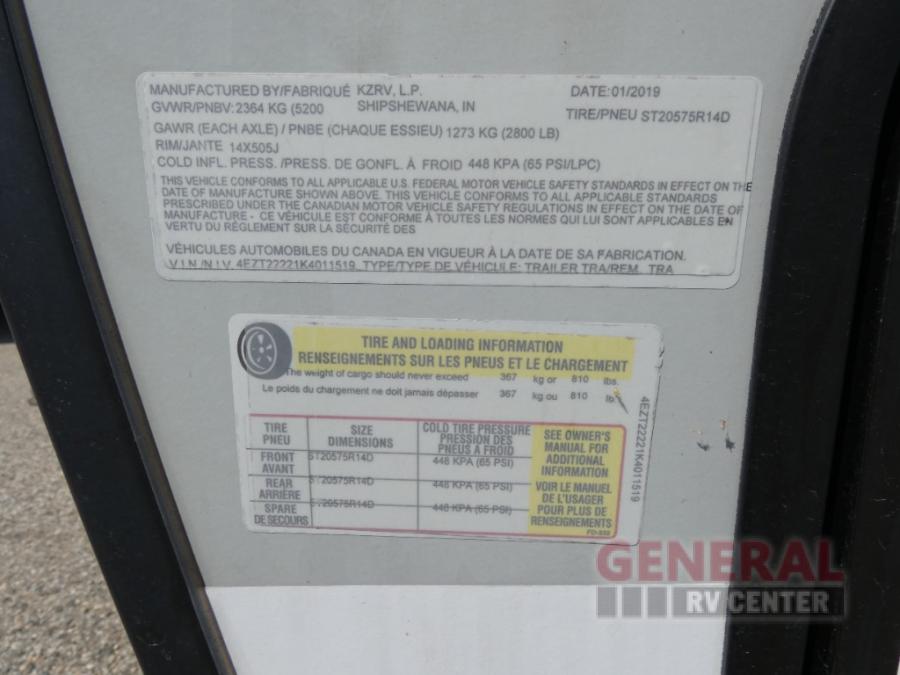 MANUFACTURED BY/FABRIQUÉ KZRV, L.P. DATE: 01/2019
GVWR/PNBV: 2364 KG (5200 SHIPSHEWANA, IN TIRE/PNEU ST20575R14D
GAWR (EACH AXLE) / PNBE (CHAQUE ESSIEU) 1273 KG (2800 LB)
RIM/JANTE 14X505J
COLD INFL. PRESS. /PRESS. DE GONFL. À FROID 448 KPA (65 PSI/LPC)
THIS VEHICLE CONFORMS TO ALL APPLICABLE U.S. FEDERAL MOTOR VEHICLE SAFETY STANDARDS IN EFFECT ON THE
DATE OF MANUFACTURE SHOWN ABOVE. THIS VEHICLE CONFORMS TO ALL APPLICABLE STANDARDS
PRESCRIBED UNDER THE CANADIAN MOTOR VEHICLE SAFETY REGULATIONS IN EFFECT ON THE DATE OF
MANUFACTURE - CE VÉHICULE EST CONFORME À TOUTES LES NORMES QUI SONT APPLICABLES EN
VERTU DU RÈGLEMENT SUR LA SÉCURITÉ DES
VÉHICULES AUTOMOBILES DU CANADA EN VIGUEUR À LA DATE DE SA FABRICATION.
V.I.N./N.I.V. 4EZT22221K4011519 TYPE/TYPE DE VÉHICULE: TRAILER TRA/REM. TRA
TIRE AND LOADING INFORMATION
RENSEIGNEMENTS SUR LES PNEUS ET LE CHARGEMENT
The weight of cargo should never exceed 367 kg or 810 lbs.
Le poids du chargement ne doit jamais dépasser 367 kg ou 810 lb
TIRE SIZE COLD TIRE PRESSURE
PNEU DIMENSIONS PRESSION DES
PNEUS À FROID
FRONT ST20575R14D 448 KPA (65 PSI)
AVANT
REAR ST20575R14D 448 KPA (65 PSI)
ARRIÈRE
SPARE ST20575R14D 448 KPA (65 PSI)
DE SECOURS
SEE OWNER'S
MANUAL FOR
ADDITIONAL
INFORMATION
VOIR LE MANUEL
DE L'USAGER
POUR PLUS DE
RENSEIGNEMENTS
4EZT22221K4011519
GENERAL
RV CENTER